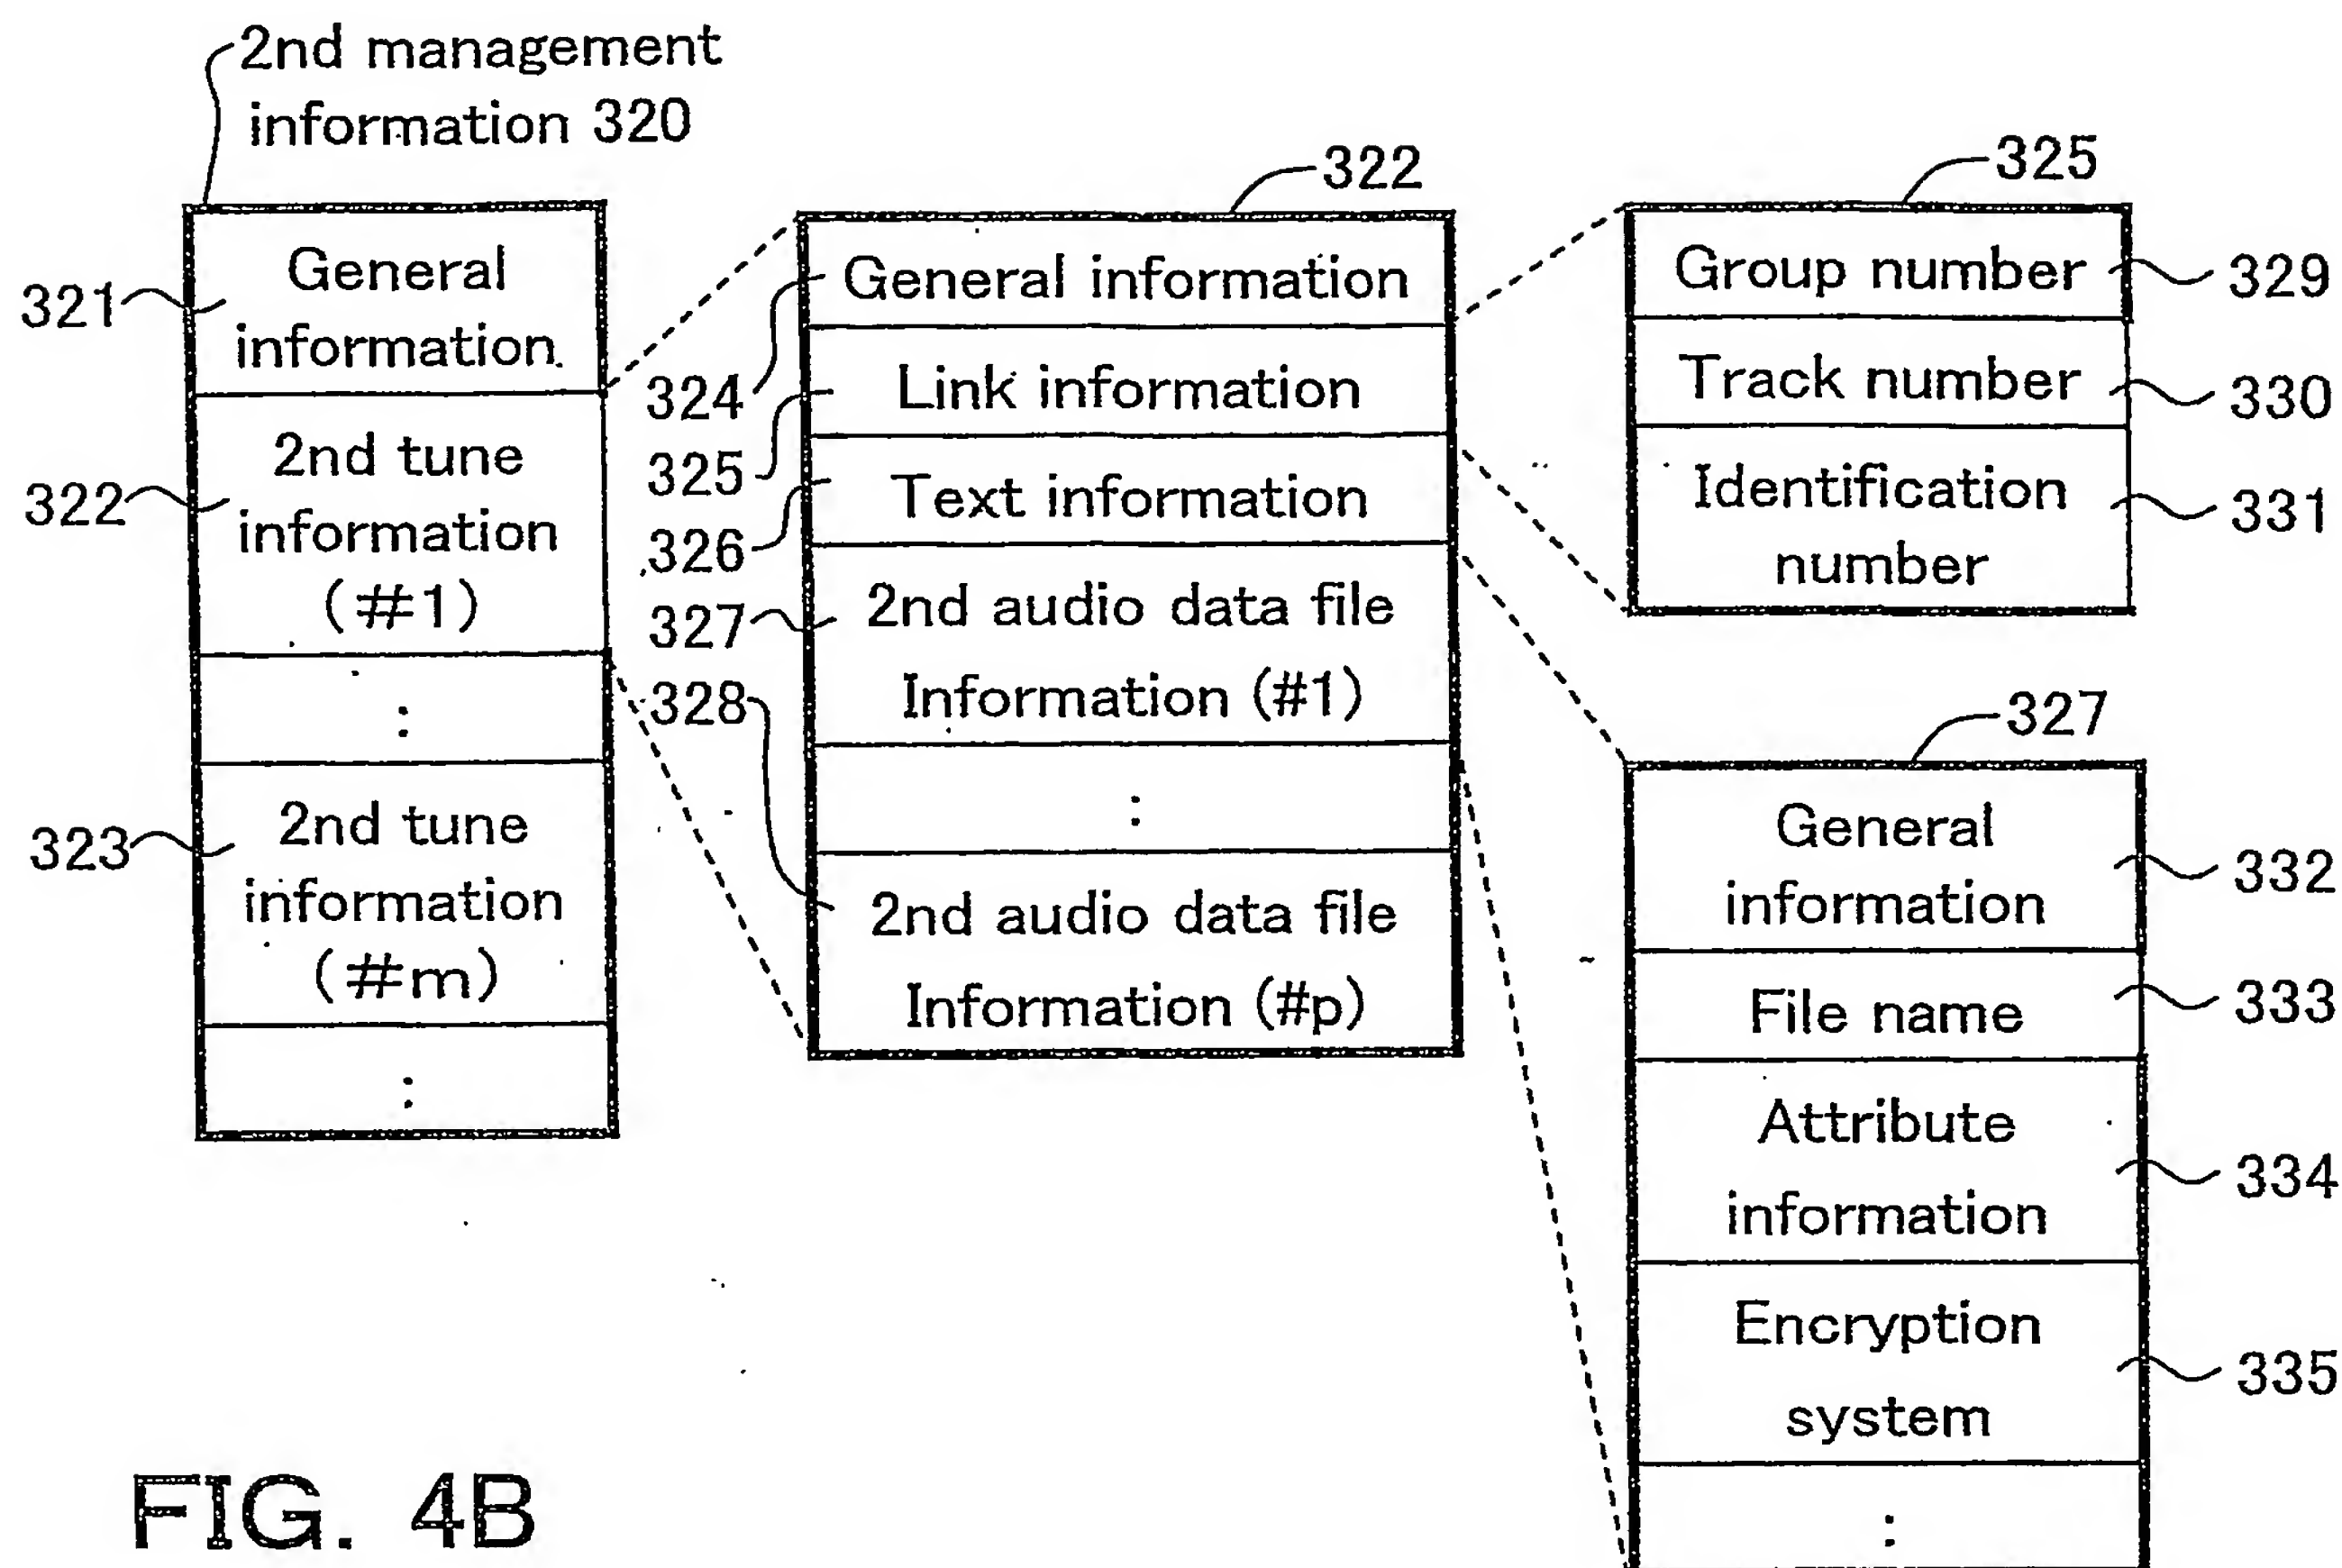 2nd management
information 320
321
General
information.
322
2nd tune
information
(#1)
:
323
2nd tune
information
(#m)
:
322
324
General information
325
Link information
326
Text information
327
2nd audio data file
Information (#1)
328
:
2nd audio data file
Information (#p)
325
Group number
329
Track number
330
Identification
number
331
327
General
information
332
File name
333
Attribute
information
334
Encryption
system
335
:
FIG. 4B